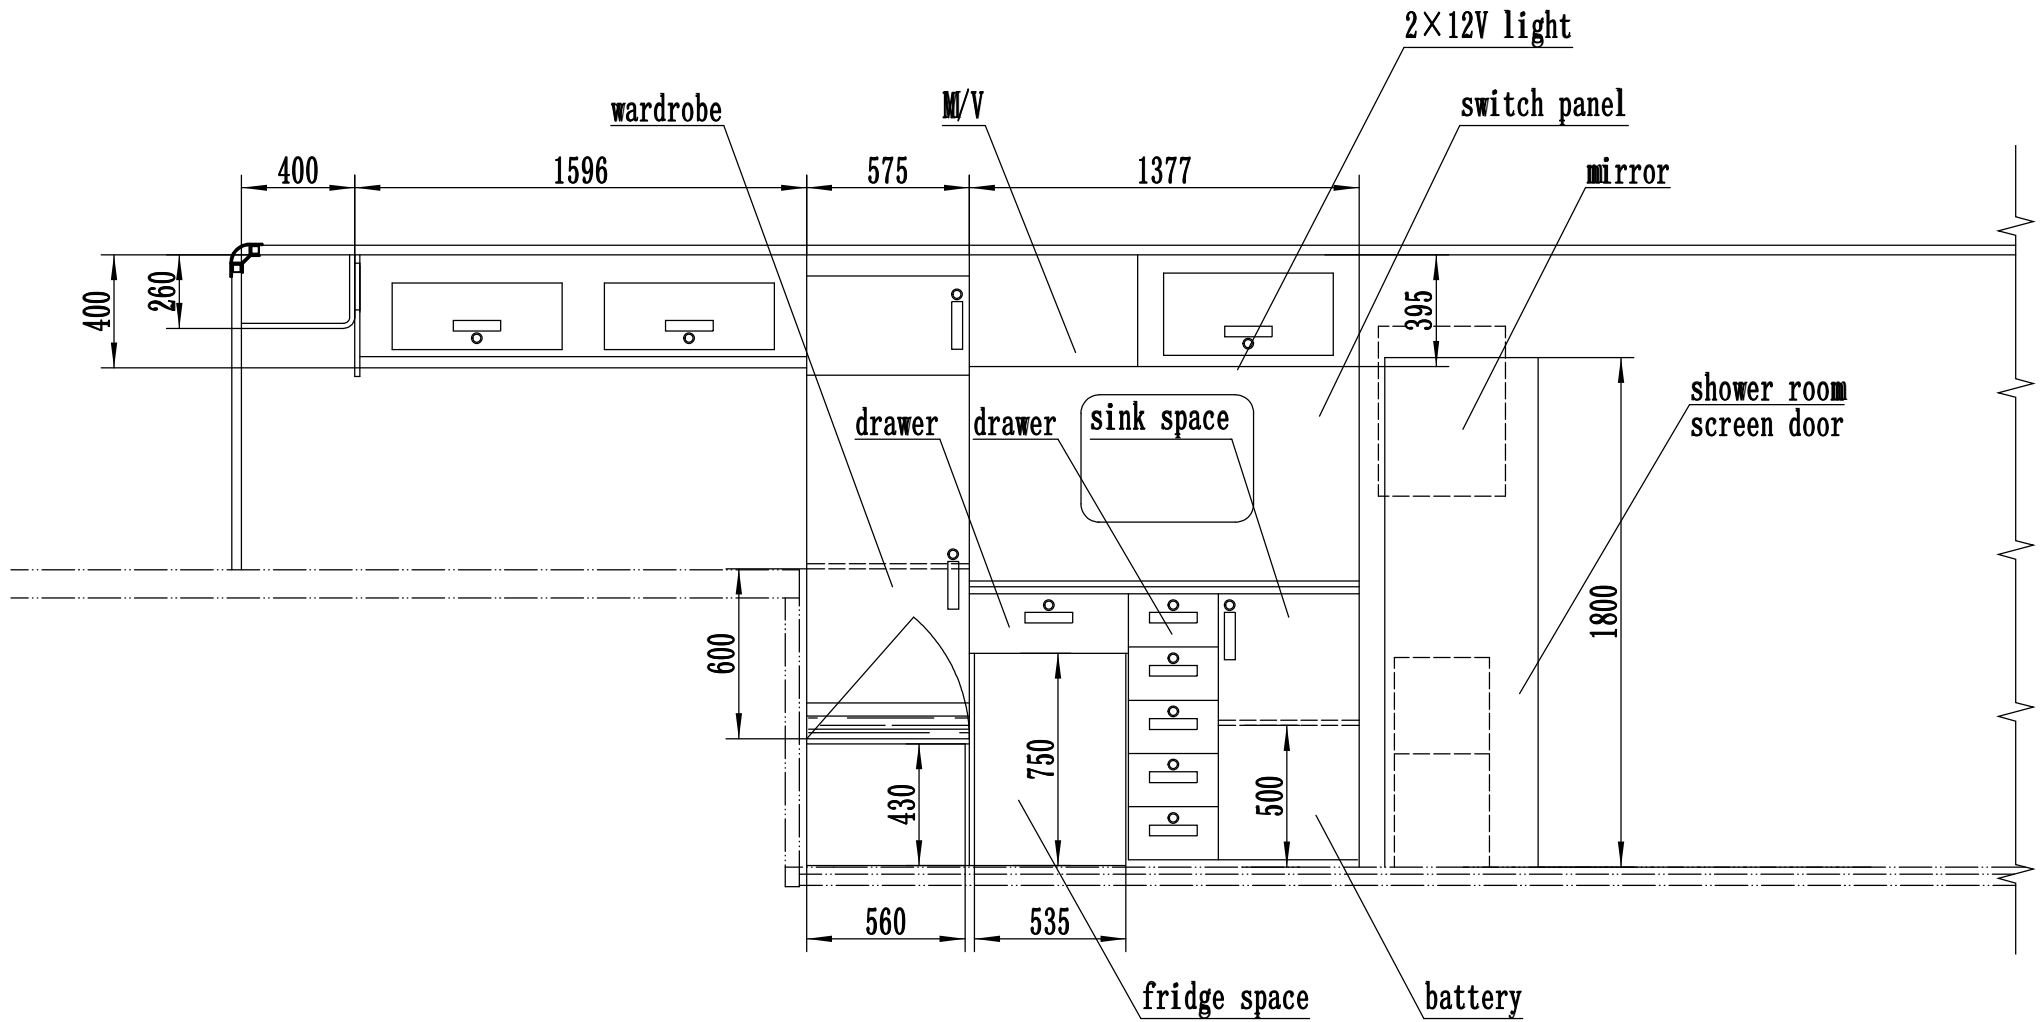 2×12V light
wardrobe
M/V
switch panel
400
1596
575
1377
mirror
400
260
395
shower room
screen door
drawer
drawer
sink space
600
1800
750
430
500
560
535
fridge space
battery